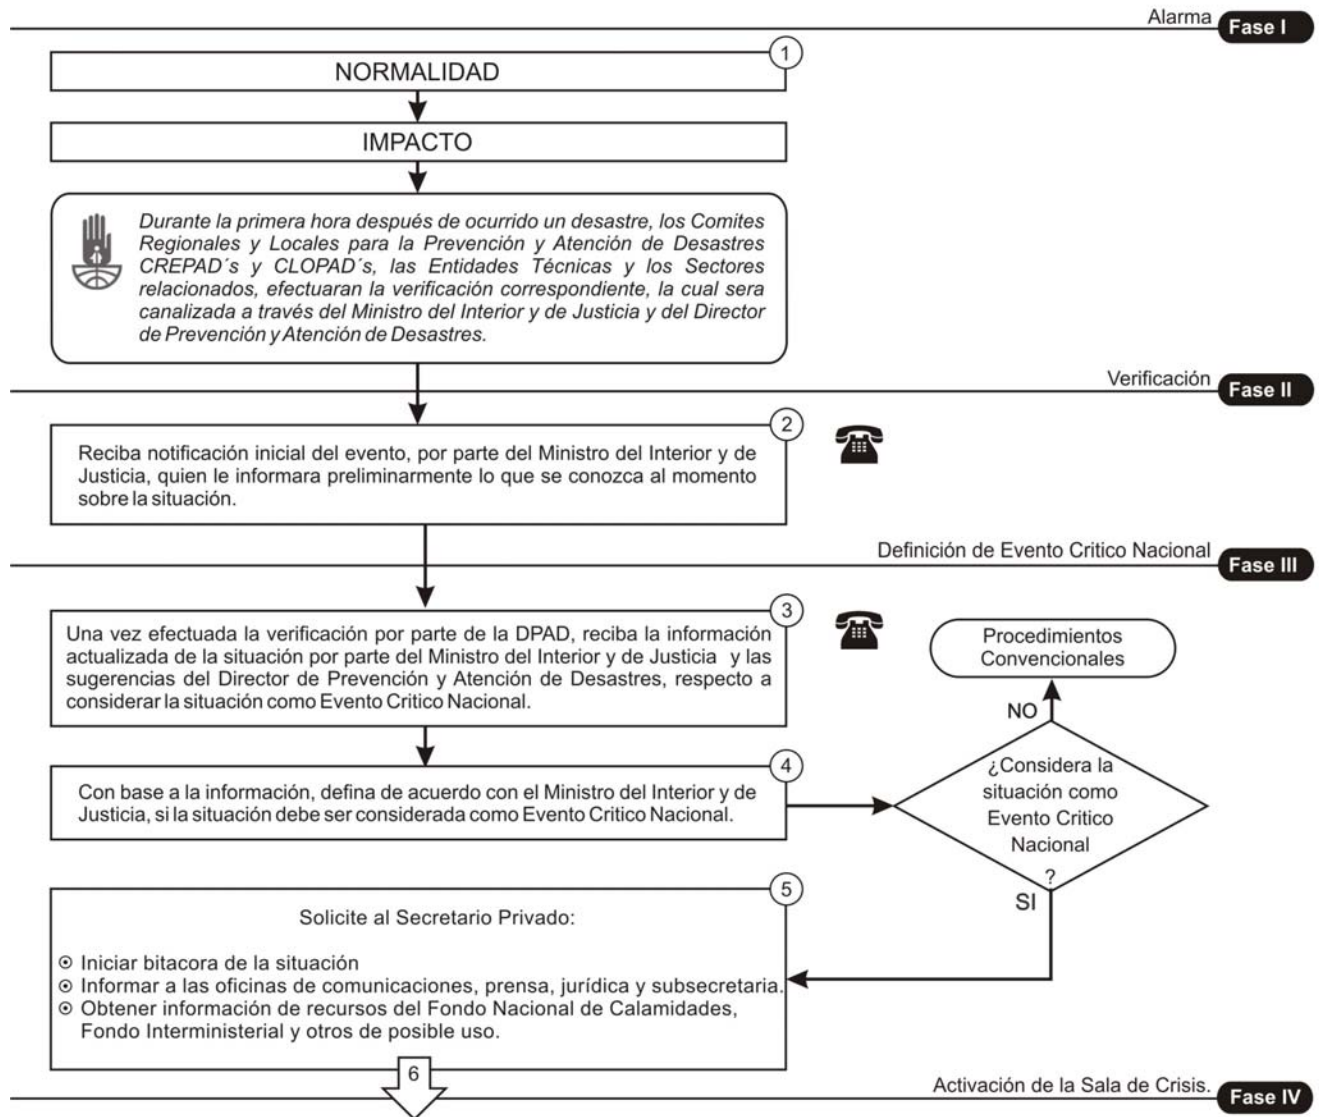 Alarma Fase I
1
NORMALIDAD
IMPACTO
Durante la primera hora después de ocurrido un desastre, los Comites
Regionales y Locales para la Prevención y Atención de Desastres
CREPAD´s y CLOPAD´s, las Entidades Técnicas y los Sectores
relacionados, efectuaran la verificación correspondiente, la cual sera
canalizada a través del Ministro del Interior y de Justicia y del Director
de Prevención y Atención de Desastres.
Verificación Fase II
2
Reciba notificación inicial del evento, por parte del Ministro del Interior y de
Justicia, quien le informara preliminarmente lo que se conozca al momento
sobre la situación.
Definición de Evento Critico Nacional Fase III
3
Una vez efectuada la verificación por parte de la DPAD, reciba la información
actualizada de la situación por parte del Ministro del Interior y de Justicia y las
sugerencias del Director de Prevención y Atención de Desastres, respecto a
considerar la situación como Evento Critico Nacional.
Procedimientos
Convencionales
NO
4
Con base a la información, defina de acuerdo con el Ministro del Interior y de
Justicia, si la situación debe ser considerada como Evento Critico Nacional.
¿Considera la
situación como
Evento Critico
Nacional
?
SI
5
Solicite al Secretario Privado:
Iniciar bitacora de la situación
Informar a las oficinas de comunicaciones, prensa, jurídica y subsecretaria.
Obtener información de recursos del Fondo Nacional de Calamidades,
Fondo Interministerial y otros de posible uso.
6
Activación de la Sala de Crisis. Fase IV